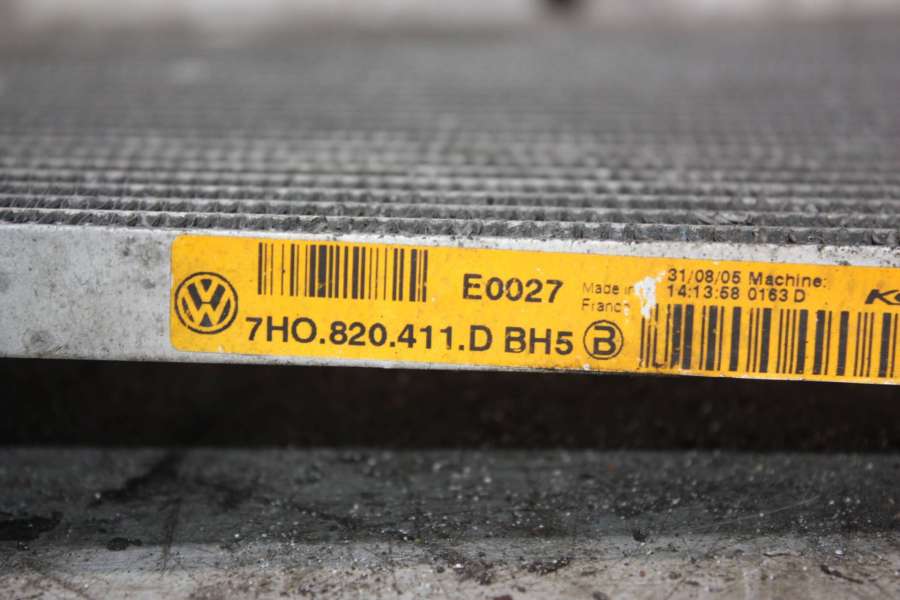 E0027
Made in
France
31/08/05 Machine:
14:13:58 0163 D
7HO.820.411.D BH5 B